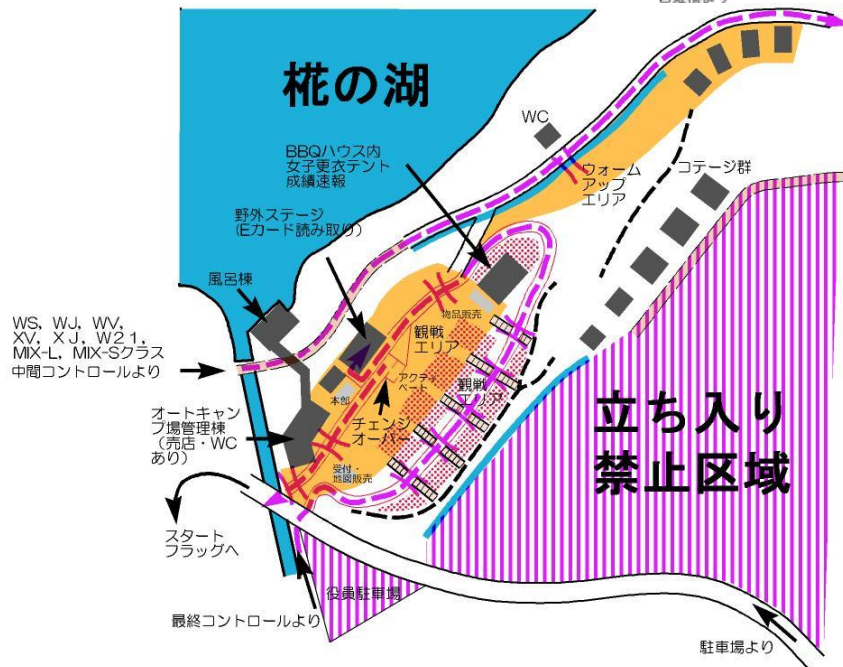 椛の湖
WC
BBQハウス内
女子更衣テント
成績速報
ウォーム
アップ
エリア
コテージ群
野外ステージ
(Eカード読み取り)
風呂棟
WS, WJ, WV,
XV, XJ, W21,
MIX-L, MIX-Sクラス
中間コントロールより
物品販売
観戦
エリア
観戦
エリア
アクラ
ベート
本部
チェンジ
オーバー
オートキャン
プ場管理棟
(売店・WC
あり)
受付・
地図販売
立ち入り
禁止区域
スタート
フラッグへ
役員駐車場
最終コントロールより
駐車場より